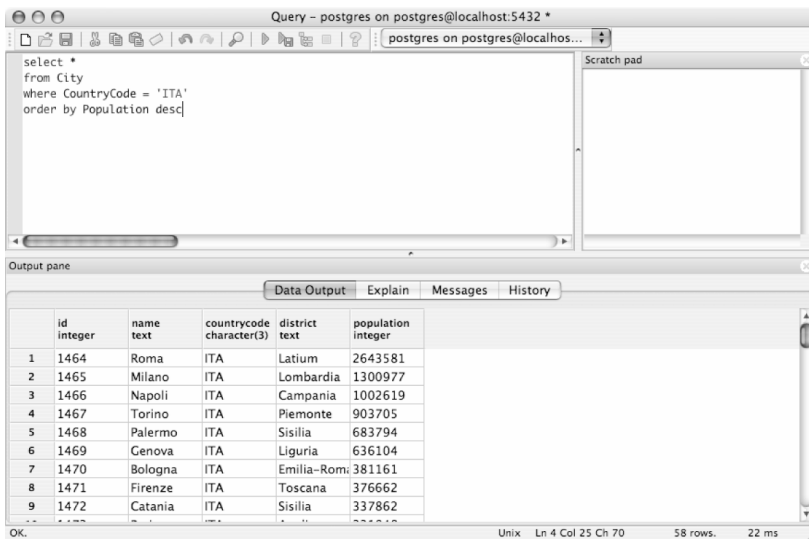 Query – postgres on postgres@localhost:5432 *
postgres on postgres@localhos...
select *
from City
where CountryCode = 'ITA'
order by Population desc
Scratch pad
Output pane
Data Output Explain Messages History
id integer name text countrycode character(3) district text population integer
1 1464 Roma ITA Latium 2643581
2 1465 Milano ITA Lombardia 1300977
3 1466 Napoli ITA Campania 1002619
4 1467 Torino ITA Piemonte 903705
5 1468 Palermo ITA Sisilia 683794
6 1469 Genova ITA Liguria 636104
7 1470 Bologna ITA Emilia-Roma 381161
8 1471 Firenze ITA Toscana 376662
9 1472 Catania ITA Sisilia 337862
OK. Unix Ln 4 Col 25 Ch 70 58 rows. 22 ms